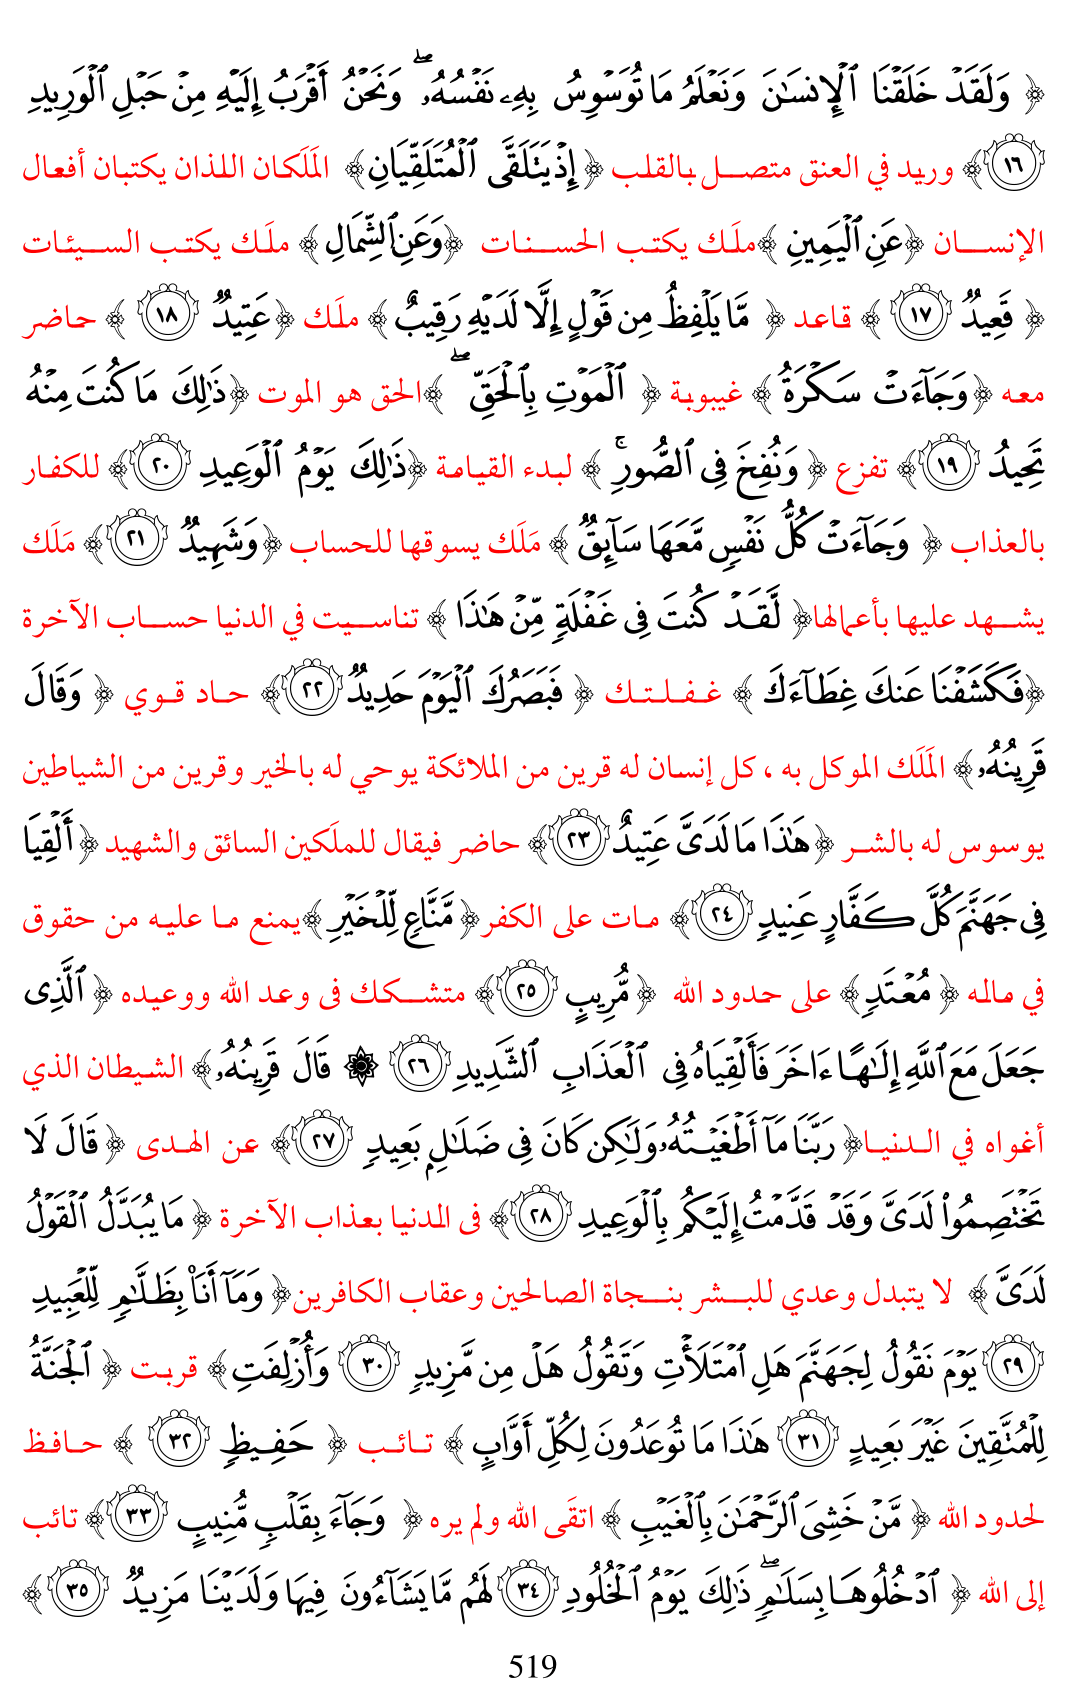 ﴿ وَلَقَدْ خَلَقْنَا ٱلْإِنسَٰنَ وَنَعْلَمُ مَا تُوَسْوِسُ بِهِۦ نَفْسُهُۥۖ وَنَحْنُ أَقْرَبُ إِلَيْهِ مِنْ حَبْلِ ٱلْوَرِيدِ
١٦﴾ وريد في العنق متصل بالقلب ﴿إِذْ يَتَلَقَّى ٱلْمُتَلَقِّيَانِ﴾ المَلَكان اللذان يكتبان أفعال
الإنسان ﴿عَنِ ٱلْيَمِينِ﴾ملَك يكتب الحسنات ﴿وَعَنِ ٱلشِّمَالِ﴾ ملَك يكتب السيئات
﴿ قَعِيدٌ ١٧ ﴾ قاعد ﴿ مَّا يَلْفِظُ مِن قَوْلٍ إِلَّا لَدَيْهِ رَقِيبٌ﴾ ملَك ﴿عَتِيدٌ ١٨ ﴾ حاضر
معه ﴿وَجَآءَتْ سَكْرَةُ﴾ غيبوبة ﴿ ٱلْمَوْتِ بِٱلْحَقِّۖ ﴾الحق هو الموت ﴿ذَٰلِكَ مَا كُنتَ مِنْهُ
تَحِيدُ ١٩﴾ تفزع ﴿ وَنُفِخَ فِى ٱلصُّورِۚ ﴾ لبدء القيامة ﴿ذَٰلِكَ يَوْمُ ٱلْوَعِيدِ ٢٠﴾ للكفار
بالعذاب ﴿ وَجَآءَتْ كُلُّ نَفْسٍ مَّعَهَا سَآئِقٌ﴾ مَلَك يسوقها للحساب ﴿وَشَهِيدٌ ٢١﴾ مَلَك
يشهد عليها بأعمالها﴿ لَّقَدْ كُنتَ فِى غَفْلَةٍ مِّنْ هَٰذَا ﴾ تناسيت في الدنيا حساب الآخرة
﴿فَكَشَفْنَا عَنكَ غِطَآءَكَ ﴾ غفلتك ﴿ فَبَصَرُكَ ٱلْيَوْمَ حَدِيدٌ ٢٢﴾ حاد قوي ﴿ وَقَالَ
قَرِينُهُۥ﴾ المَلَك الموكل به ، كل إنسان له قرين من الملائكة يوحي له بالخير وقرين من الشياطين
يوسوس له بالشر ﴿هَٰذَا مَا لَدَىَّ عَتِيدٌ ٢٣﴾ حاضر فيقال للملَكين السائق والشهيد ﴿أَلْقِيَا
فِى جَهَنَّمَ كُلَّ كَفَّارٍ عَنِيدٍ ٢٤﴾ مات على الكفر ﴿مَّنَّاعٍ لِّلْخَيْرِ ﴾يمنع ما عليه من حقوق
في ماله ﴿ مُعْتَدٍ﴾ على حدود الله ﴿مُّرِيبٍ ٢٥﴾ متشكك فى وعد الله ووعيده ﴿ ٱلَّذِى
جَعَلَ مَعَ ٱللَّهِ إِلَٰهًا ءَاخَرَ فَأَلْقِيَاهُ فِى ٱلْعَذَابِ ٱلشَّدِيدِ ٢٦ ۞ قَالَ قَرِينُهُۥ﴾ الشيطان الذي
أغواه في الدنيا﴿ رَبَّنَا مَآ أَطْغَيْتُهُۥ وَلَٰكِن كَانَ فِى ضَلَٰلٍۭ بَعِيدٍ ٢٧﴾ عن الهدى ﴿ قَالَ لَا
تَخْتَصِمُوا۟ لَدَىَّ وَقَدْ قَدَّمْتُ إِلَيْكُم بِٱلْوَعِيدِ ٢٨﴾ فى الدنيا بعذاب الآخرة ﴿ مَا يُبَدَّلُ ٱلْقَوْلُ
لَدَىَّ ﴾ لا يتبدل وعدي للبشر بنجاة الصالحين وعقاب الكافرين﴿ وَمَآ أَنَا۠ بِظَلَّٰمٍ لِّلْعَبِيدِ
٢٩ يَوْمَ نَقُولُ لِجَهَنَّمَ هَلِ ٱمْتَلَأْتِ وَتَقُولُ هَلْ مِن مَّزِيدٍ ٣٠ وَأُزْلِفَتِ﴾ قربت ﴿ ٱلْجَنَّةُ
لِلْمُتَّقِينَ غَيْرَ بَعِيدٍ ٣١ هَٰذَا مَا تُوعَدُونَ لِكُلِّ أَوَّابٍ ﴾ تائب ﴿ حَفِيظٍ ٣٢ ﴾ حافظ
لحدود الله ﴿ مَّنْ خَشِىَ ٱلرَّحْمَٰنَ بِٱلْغَيْبِ ﴾ اتقَى الله ولم يره ﴿ وَجَآءَ بِقَلْبٍ مُّنِيبٍ ٣٣﴾ تائب
إلى الله ﴿ ٱدْخُلُوهَا بِسَلَٰمٍۖ ذَٰلِكَ يَوْمُ ٱلْخُلُودِ ٣٤ لَهُم مَّا يَشَآءُونَ فِيهَا وَلَدَيْنَا مَزِيدٌ ٣٥ ﴾
519